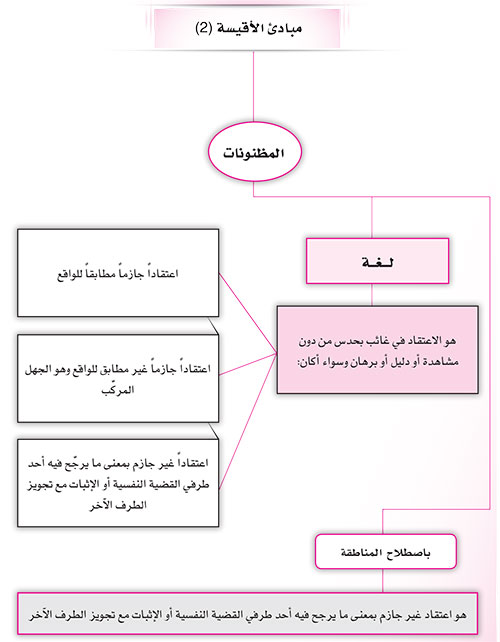 مبادئ الأقيسة (2)
المظنونات
لـغـة
هو الاعتقاد في غائب بحدس من دون
مشاهدة أو دليل أو برهان وسواء أكان:
اعتقاداً جازماً مطابقاً للواقع
اعتقاداً جازماً غير مطابق للواقع وهو الجهل
المركّب
اعتقاداً غير جازم بمعنى ما يرجّح فيه أحد
طرفي القضية النفسية أو الإثبات مع تجويز
الطرف الآخر
باصطلاح المناطقة
هو اعتقاد غير جازم بمعنى ما يرجح فيه أحد طرفي القضية النفسية أو الإثبات مع تجويز الطرف الآخر